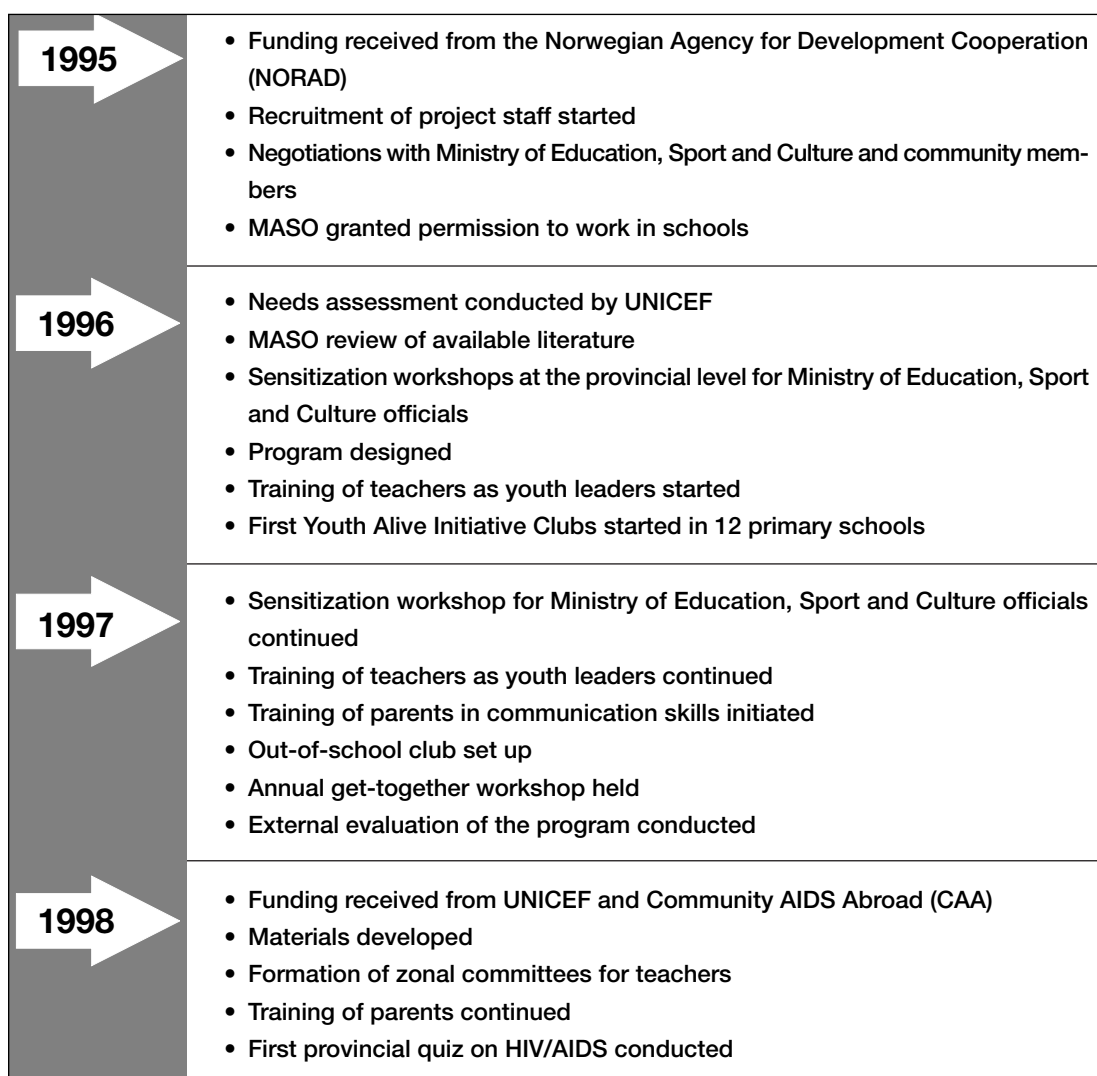 1995
• Funding received from the Norwegian Agency for Development Cooperation
(NORAD)
• Recruitment of project staff started
• Negotiations with Ministry of Education, Sport and Culture and community mem-
bers
• MASO granted permission to work in schools
1996
• Needs assessment conducted by UNICEF
• MASO review of available literature
• Sensitization workshops at the provincial level for Ministry of Education, Sport
and Culture officials
• Program designed
• Training of teachers as youth leaders started
• First Youth Alive Initiative Clubs started in 12 primary schools
1997
• Sensitization workshop for Ministry of Education, Sport and Culture officials
continued
• Training of teachers as youth leaders continued
• Training of parents in communication skills initiated
• Out-of-school club set up
• Annual get-together workshop held
• External evaluation of the program conducted
1998
• Funding received from UNICEF and Community AIDS Abroad (CAA)
• Materials developed
• Formation of zonal committees for teachers
• Training of parents continued
• First provincial quiz on HIV/AIDS conducted